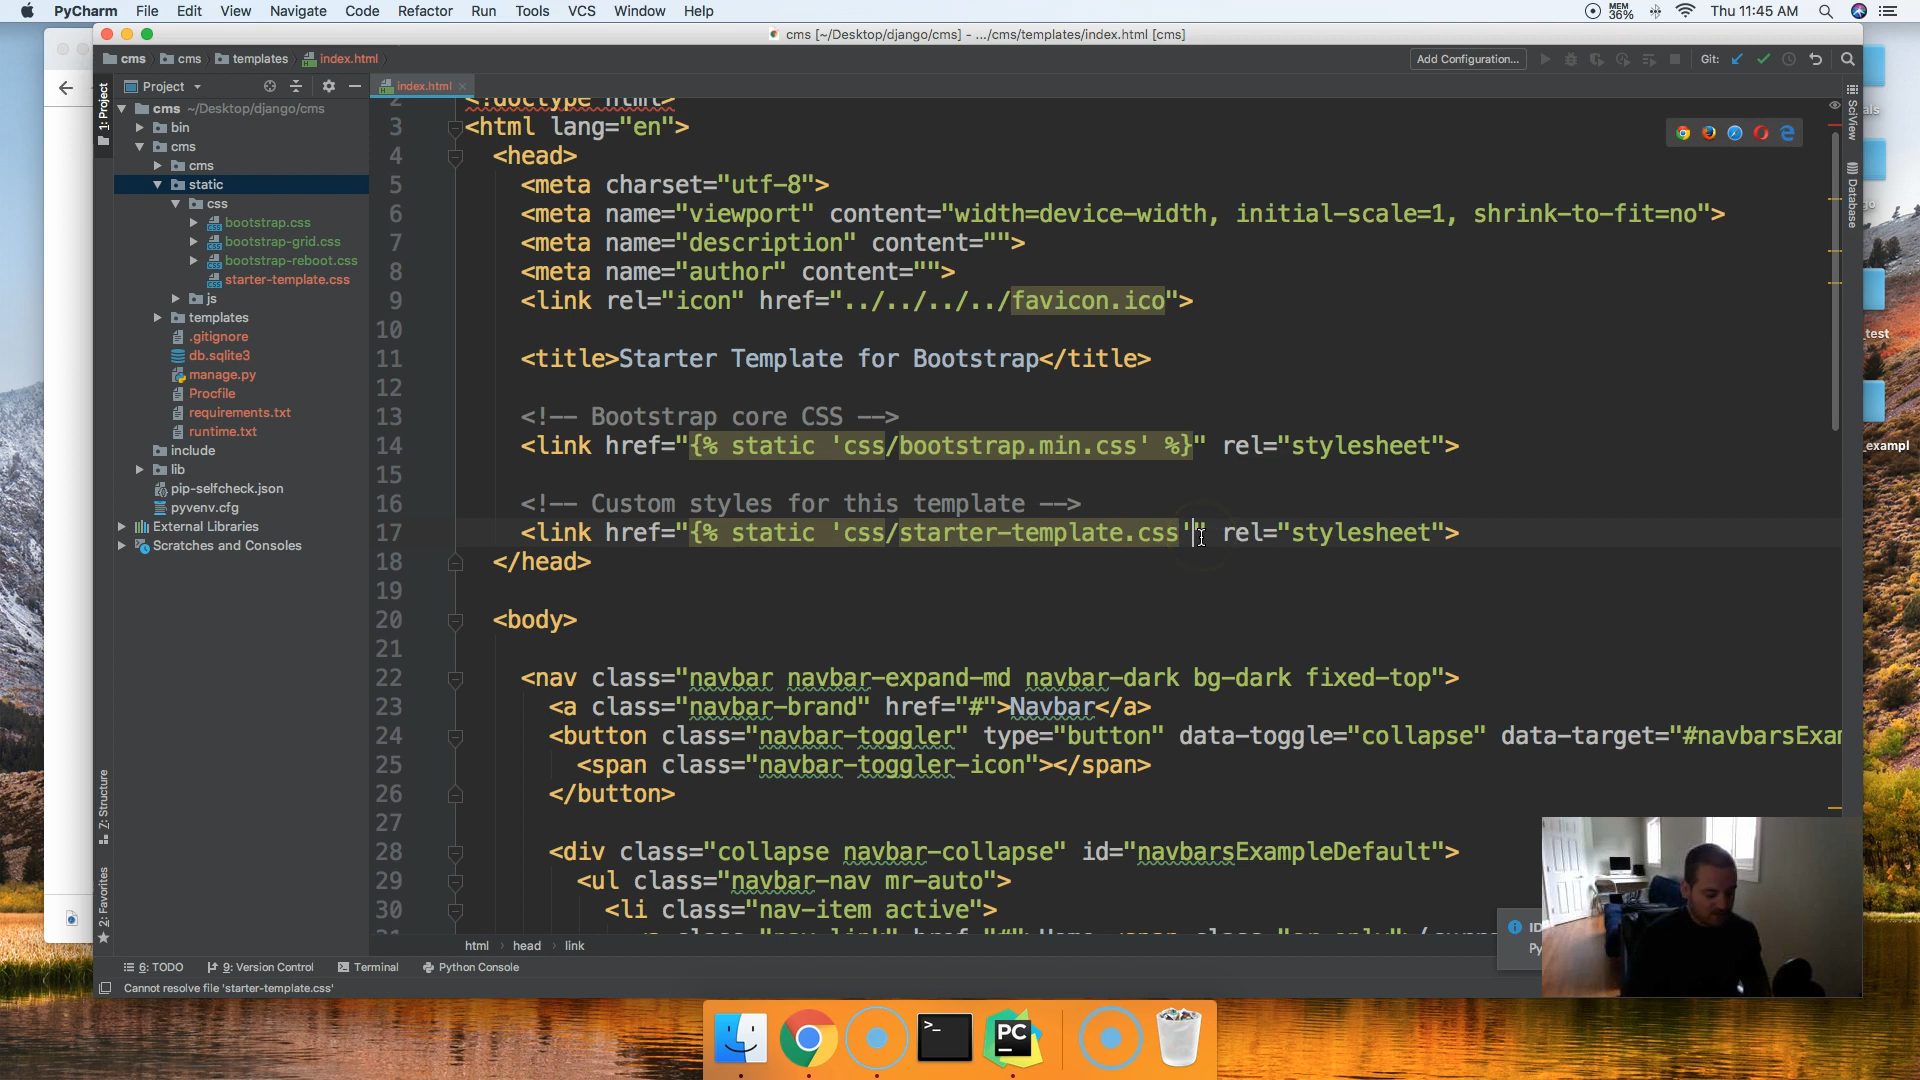 PyCharm File Edit View Navigate Code Refactor Run Tools VCS Window Help
MEM 36% Thu 11:45 AM
cms [~/Desktop/django/cms] - .../cms/templates/index.html [cms]
cms cms templates index.html
Add Configuration... Git:
Project
index.html
1: Project
cms ~/Desktop/django/cms
bin
cms
cms
static
css
bootstrap.css
bootstrap-grid.css
bootstrap-reboot.css
starter-template.css
js
templates
.gitignore
db.sqlite3
manage.py
Procfile
requirements.txt
runtime.txt
include
lib
pip-selfcheck.json
pyvenv.cfg
External Libraries
Scratches and Consoles
2 <!doctype html>
3 <html lang="en">
4 <head>
5 <meta charset="utf-8">
6 <meta name="viewport" content="width=device-width, initial-scale=1, shrink-to-fit=no">
7 <meta name="description" content="">
8 <meta name="author" content="">
9 <link rel="icon" href="../../../../favicon.ico">
10
11 <title>Starter Template for Bootstrap</title>
12
13 <!-- Bootstrap core CSS -->
14 <link href="{% static 'css/bootstrap.min.css' %}" rel="stylesheet">
15
16 <!-- Custom styles for this template -->
17 <link href="{% static 'css/starter-template.css'" rel="stylesheet">
18 </head>
19
20 <body>
21
22 <nav class="navbar navbar-expand-md navbar-dark bg-dark fixed-top">
23 <a class="navbar-brand" href="#">Navbar</a>
24 <button class="navbar-toggler" type="button" data-toggle="collapse" data-target="#navbarsExam
25 <span class="navbar-toggler-icon"></span>
26 </button>
27
28 <div class="collapse navbar-collapse" id="navbarsExampleDefault">
29 <ul class="navbar-nav mr-auto">
30 <li class="nav-item active">
SciView
Database
als
test
exampl
Z: Structure
2: Favorites
html head link
6: TODO 9: Version Control Terminal Python Console
Cannot resolve file 'starter-template.css'
ID
Py
PC